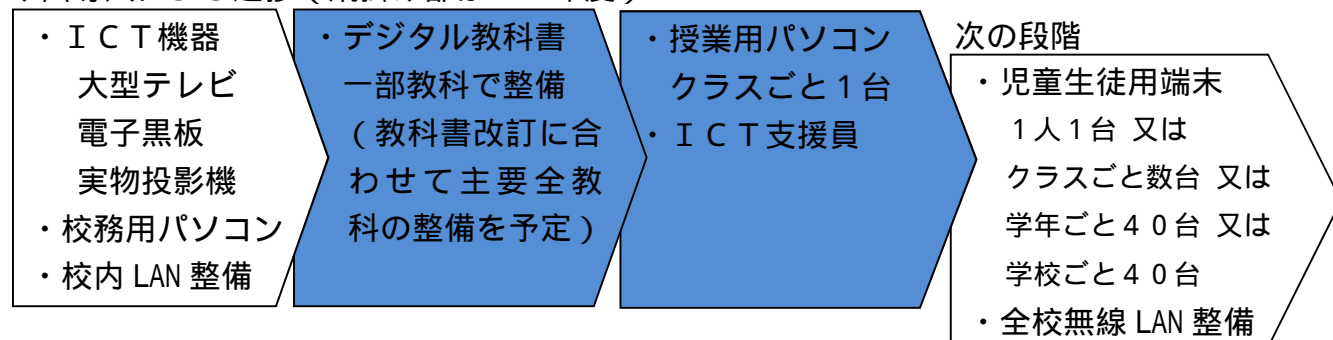 ・ＩＣＴ機器
大型テレビ
電子黒板
実物投影機
・校務用パソコン
・校内 LAN 整備
・デジタル教科書
一部教科で整備
（教科書改訂に合
わせて主要全教
科の整備を予定）
・授業用パソコン
クラスごと１台
・ＩＣＴ支援員
次の段階
・児童生徒用端末
１人１台 又は
クラスごと数台 又は
学年ごと４０台 又は
学校ごと４０台
・全校無線 LAN 整備